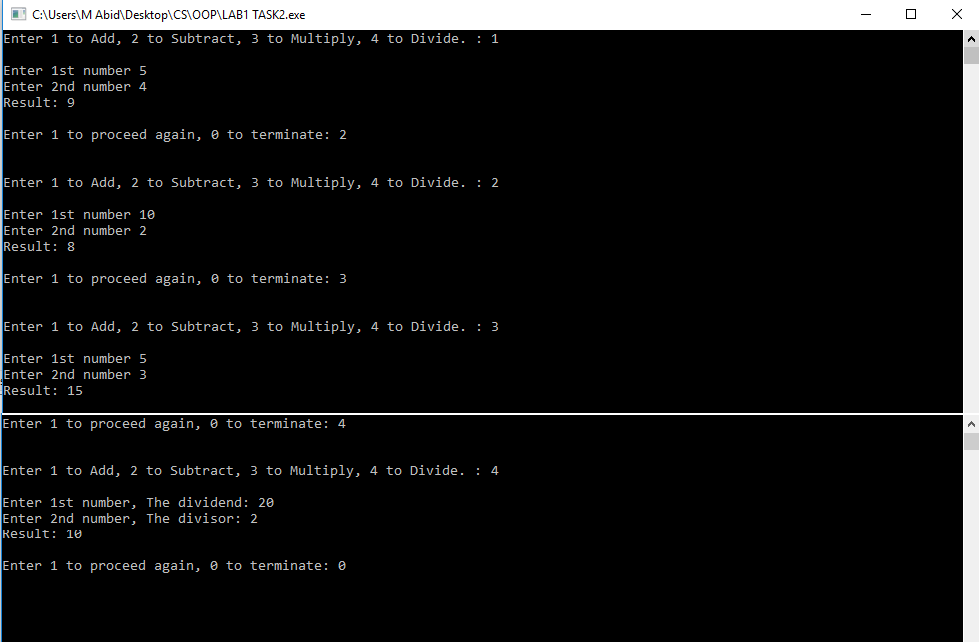 C:\Users\M Abid\Desktop\CS\OOP\LAB1 TASK2.exe
Enter 1 to Add, 2 to Subtract, 3 to Multiply, 4 to Divide. : 1
Enter 1st number 5
Enter 2nd number 4
Result: 9
Enter 1 to proceed again, 0 to terminate: 2
Enter 1 to Add, 2 to Subtract, 3 to Multiply, 4 to Divide. : 2
Enter 1st number 10
Enter 2nd number 2
Result: 8
Enter 1 to proceed again, 0 to terminate: 3
Enter 1 to Add, 2 to Subtract, 3 to Multiply, 4 to Divide. : 3
Enter 1st number 5
Enter 2nd number 3
Result: 15
Enter 1 to proceed again, 0 to terminate: 4
Enter 1 to Add, 2 to Subtract, 3 to Multiply, 4 to Divide. : 4
Enter 1st number, The dividend: 20
Enter 2nd number, The divisor: 2
Result: 10
Enter 1 to proceed again, 0 to terminate: 0